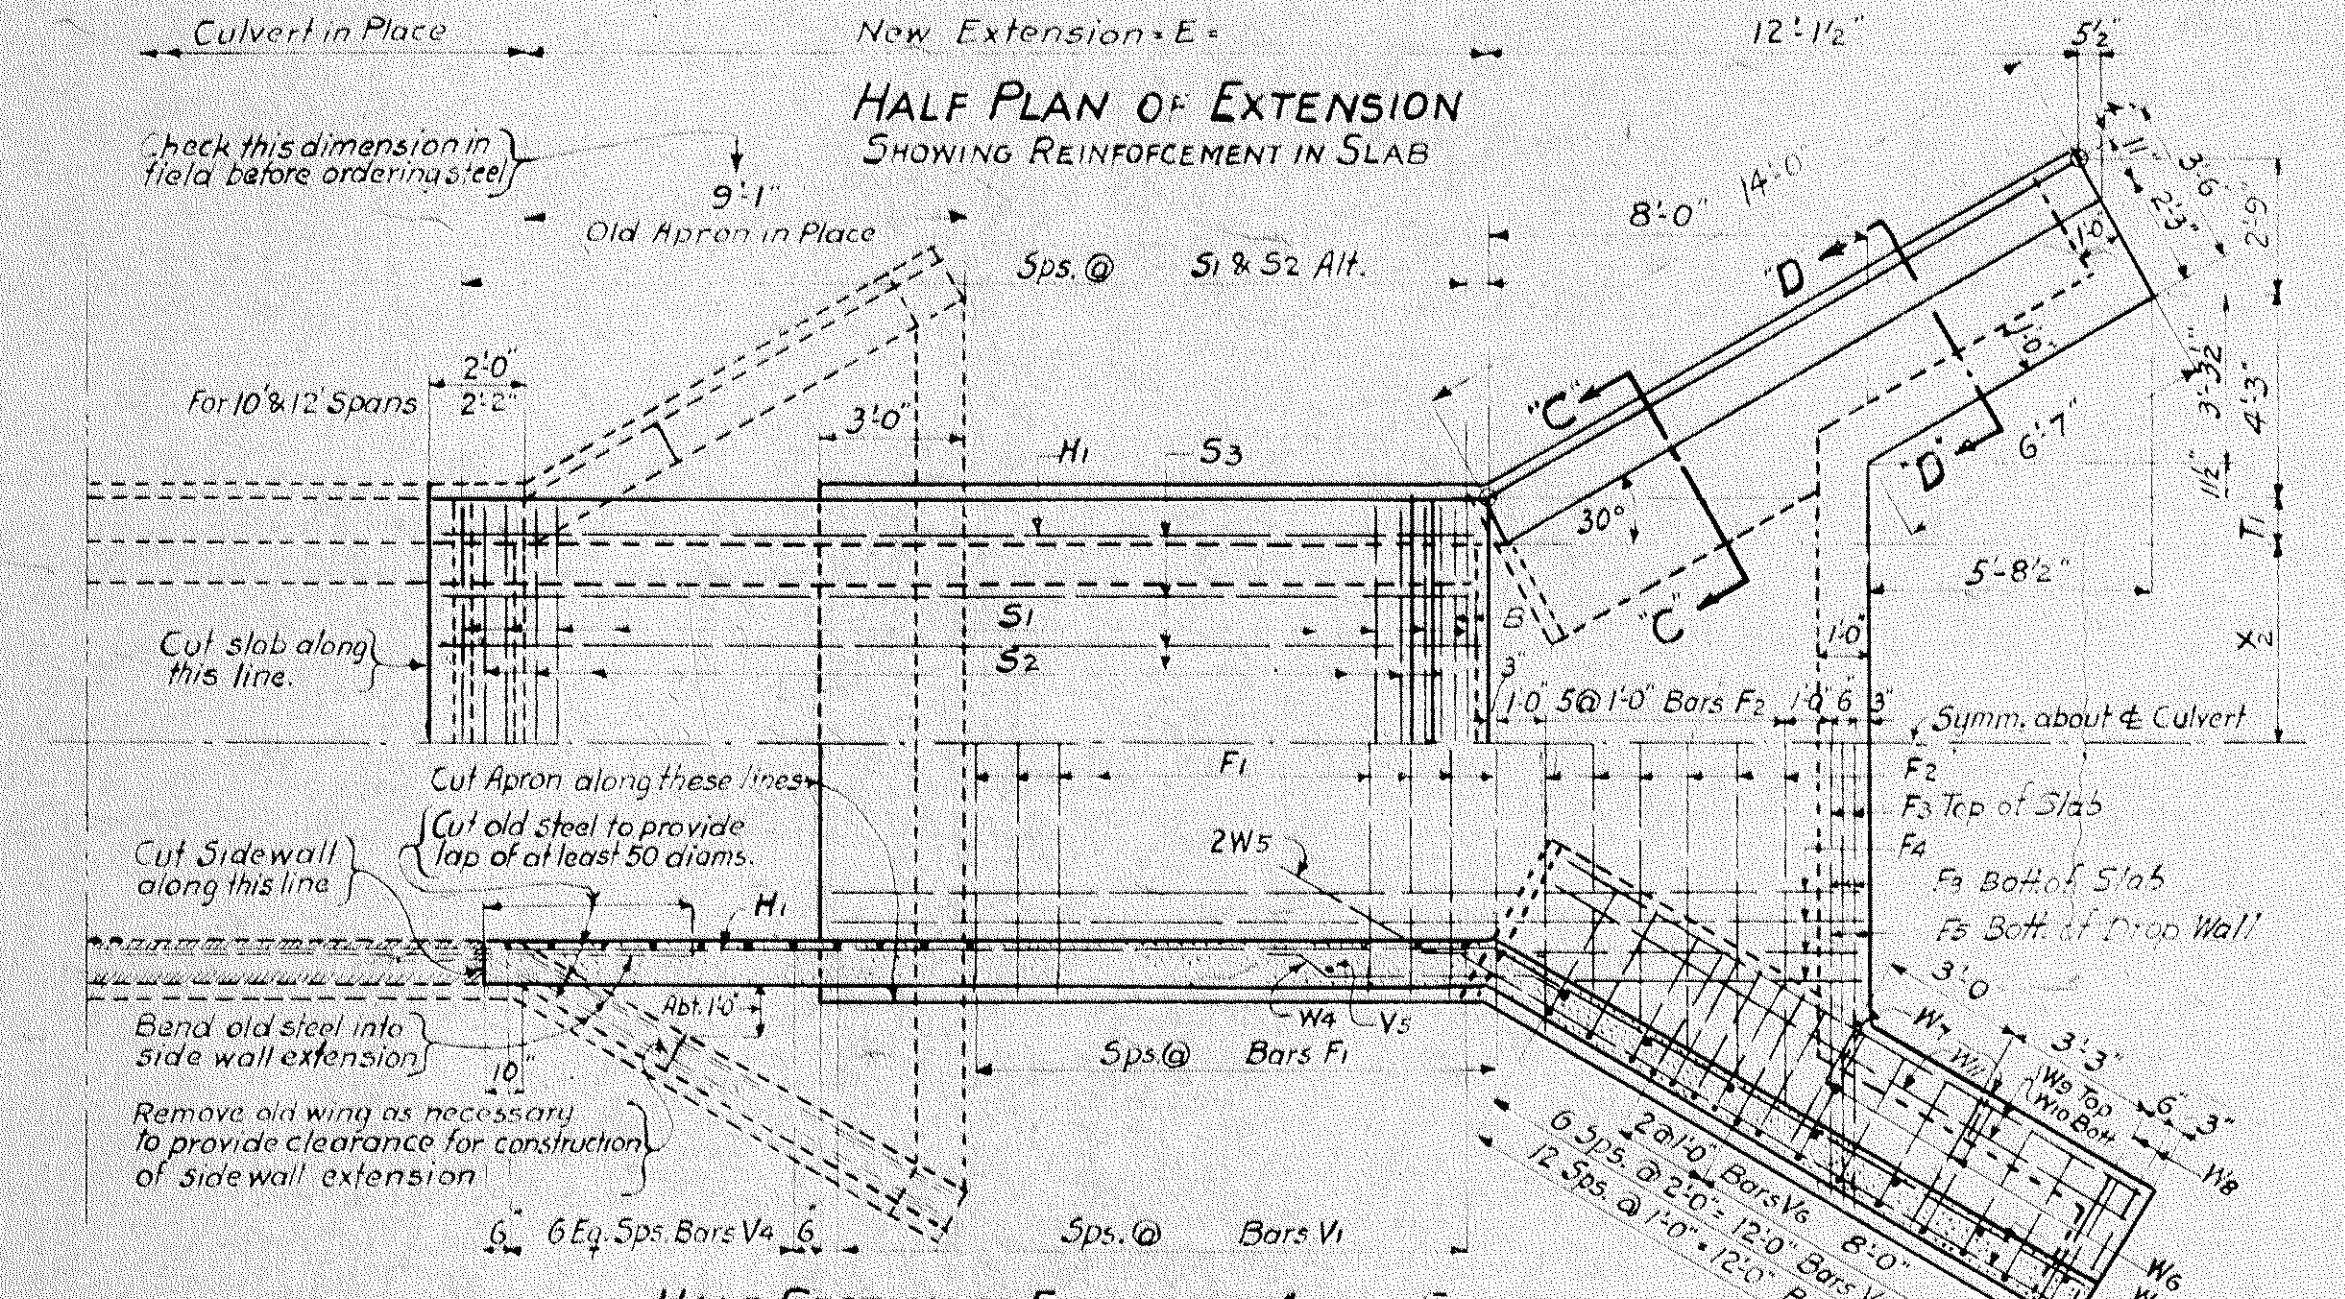 Culvert in Place
New Extension = E =
12'-1½"
5½"
HALF PLAN OF EXTENSION
SHOWING REINFOFCEMENT IN SLAB
Check this dimension in
field before ordering steel
9'-1"
Old Apron in Place
Sps. @ S1 & S2 Alt.
8'-0"
14'-0"
11"
3'-6"
2'-3"
2'-9"
1'-0"
"D"
2'-0"
For 10' & 12' Spans
2'-2"
3'-0"
H1
S3
"C"
1'-0"
3'-3½"
4'-3"
"D"
6'-7"
11½"
30°
T1
5'-8½"
"C"
S1
B
1'-0"
X/2
Cut slab along
this line.
S2
3"
1'-0" 5@1'-0" Bars F2 1'-0" 6" 3"
Symm. about ℄ Culvert
Cut Apron along these lines
F1
F2
F3 Top of Slab
Cut old steel to provide
lap of at least 50 diams.
2W5
F4
Cut Sidewall
along this line
F3 Bott. of Slab
H1
F5 Bott. of Drop Wall
3'-0
Abt. 1'-0"
W4
V5
W7
W11
3'-3"
Bend old steel into
side wall extension
Sps.@ Bars F1
10"
W9 Top
W10 Bott
6" 3"
Remove old wing as necessary
to provide clearance for construction
of side wall extension
2@1'-0" Bars V6
6 Sps. @ 2'-0" = 12'-0" Bars V
12 Sps. @ 1'-0" = 12'-0"
8'-0"
W8
6" 6 Eq. Sps. Bars V4 6"
Sps. @ Bars V1
W6